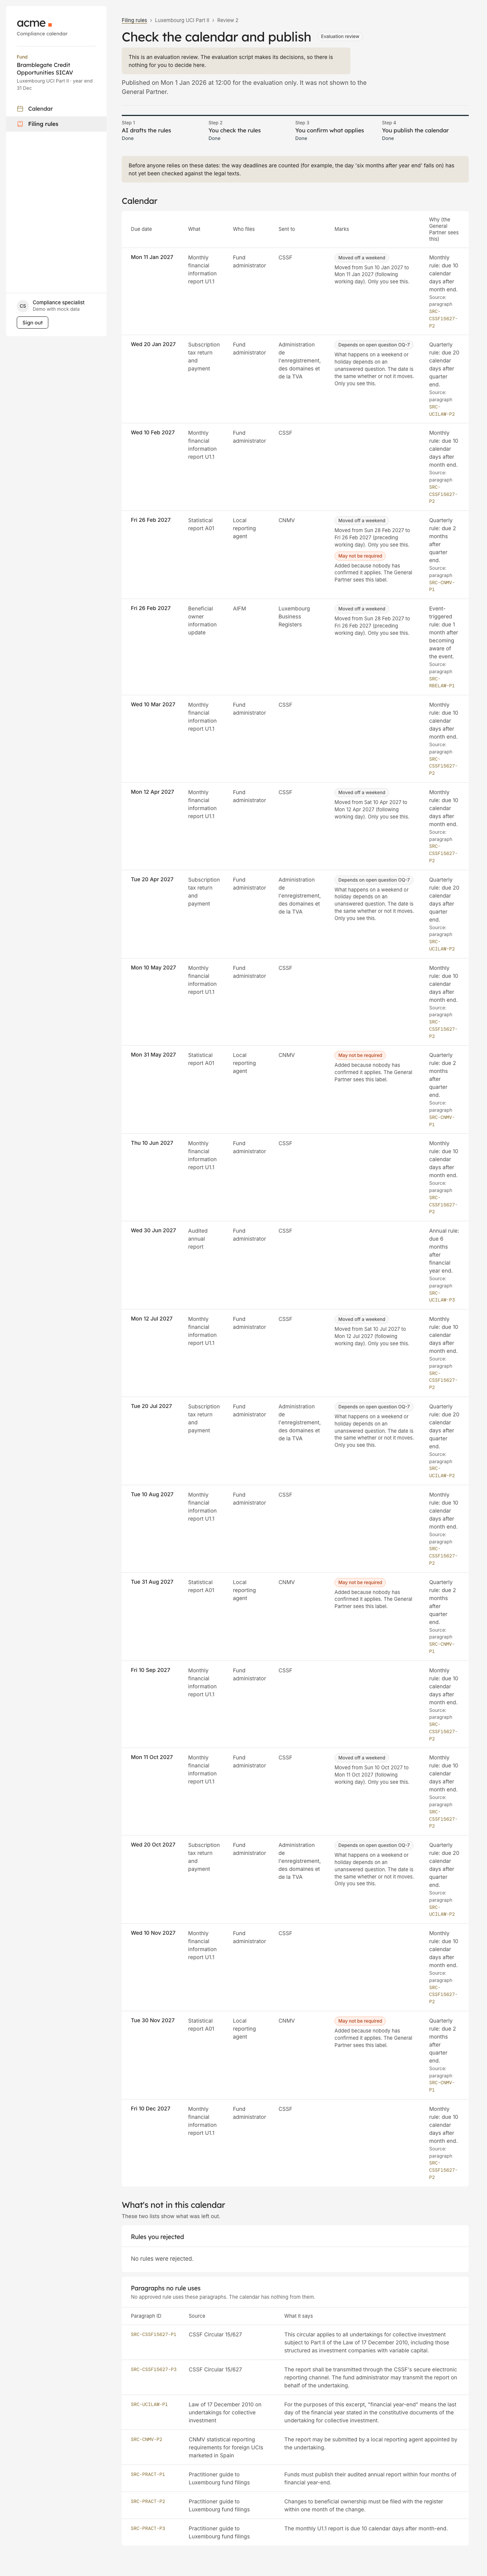 acme
Compliance calendar
Fund
Bramblegate Credit
Opportunities SICAV
Luxembourg UCI Part II · year end
31 Dec
Calendar
Filing rules
CS
Compliance specialist
Demo with mock data
Sign out
Filing rules › Luxembourg UCI Part II › Review 2
Check the calendar and publish
Evaluation review
This is an evaluation review. The evaluation script makes its decisions, so there is
nothing for you to decide here.
Published on Mon 1 Jan 2026 at 12:00 for the evaluation only. It was not shown to the
General Partner.
Step 1
AI drafts the rules
Done
Step 2
You check the rules
Done
Step 3
You confirm what applies
Done
Step 4
You publish the calendar
Done
Before anyone relies on these dates: the way deadlines are counted (for example, the day 'six months after year end' falls on) has
not yet been checked against the legal texts.
Calendar
Due date
What
Who files
Sent to
Marks
Why (the
General
Partner sees
this)
Mon 11 Jan 2027
Monthly
financial
information
report U1.1
Fund
administrator
CSSF
Moved off a weekend
Moved from Sun 10 Jan 2027 to
Mon 11 Jan 2027 (following
working day). Only you see this.
Monthly
rule: due 10
calendar
days after
month end.
Source:
paragraph
SRC-
CSSF15627-
P2
Wed 20 Jan 2027
Subscription
tax return
and
payment
Fund
administrator
Administration
de
l'enregistrement,
des domaines et
de la TVA
Depends on open question OQ-7
What happens on a weekend or
holiday depends on an
unanswered question. The date is
the same whether or not it moves.
Only you see this.
Quarterly
rule: due 20
calendar
days after
quarter
end.
Source:
paragraph
SRC-
UCILAW-P2
Wed 10 Feb 2027
Monthly
financial
information
report U1.1
Fund
administrator
CSSF
Monthly
rule: due 10
calendar
days after
month end.
Source:
paragraph
SRC-
CSSF15627-
P2
Fri 26 Feb 2027
Statistical
report A01
Local
reporting
agent
CNMV
Moved off a weekend
Moved from Sun 28 Feb 2027 to
Fri 26 Feb 2027 (preceding
working day). Only you see this.
May not be required
Added because nobody has
confirmed it applies. The General
Partner sees this label.
Quarterly
rule: due 2
months
after
quarter
end.
Source:
paragraph
SRC-CNMV-
P1
Fri 26 Feb 2027
Beneficial
owner
information
update
AIFM
Luxembourg
Business
Registers
Moved off a weekend
Moved from Sun 28 Feb 2027 to
Fri 26 Feb 2027 (preceding
working day). Only you see this.
Event-
triggered
rule: due 1
month after
becoming
aware of
the event.
Source:
paragraph
SRC-
RBELAW-P1
Wed 10 Mar 2027
Monthly
financial
information
report U1.1
Fund
administrator
CSSF
Monthly
rule: due 10
calendar
days after
month end.
Source:
paragraph
SRC-
CSSF15627-
P2
Mon 12 Apr 2027
Monthly
financial
information
report U1.1
Fund
administrator
CSSF
Moved off a weekend
Moved from Sat 10 Apr 2027 to
Mon 12 Apr 2027 (following
working day). Only you see this.
Monthly
rule: due 10
calendar
days after
month end.
Source:
paragraph
SRC-
CSSF15627-
P2
Tue 20 Apr 2027
Subscription
tax return
and
payment
Fund
administrator
Administration
de
l'enregistrement,
des domaines et
de la TVA
Depends on open question OQ-7
What happens on a weekend or
holiday depends on an
unanswered question. The date is
the same whether or not it moves.
Only you see this.
Quarterly
rule: due 20
calendar
days after
quarter
end.
Source:
paragraph
SRC-
UCILAW-P2
Mon 10 May 2027
Monthly
financial
information
report U1.1
Fund
administrator
CSSF
Monthly
rule: due 10
calendar
days after
month end.
Source:
paragraph
SRC-
CSSF15627-
P2
Mon 31 May 2027
Statistical
report A01
Local
reporting
agent
CNMV
May not be required
Added because nobody has
confirmed it applies. The General
Partner sees this label.
Quarterly
rule: due 2
months
after
quarter
end.
Source:
paragraph
SRC-CNMV-
P1
Thu 10 Jun 2027
Monthly
financial
information
report U1.1
Fund
administrator
CSSF
Monthly
rule: due 10
calendar
days after
month end.
Source:
paragraph
SRC-
CSSF15627-
P2
Wed 30 Jun 2027
Audited
annual
report
Fund
administrator
CSSF
Annual rule:
due 6
months
after
financial
year end.
Source:
paragraph
SRC-
UCILAW-P3
Mon 12 Jul 2027
Monthly
financial
information
report U1.1
Fund
administrator
CSSF
Moved off a weekend
Moved from Sat 10 Jul 2027 to
Mon 12 Jul 2027 (following
working day). Only you see this.
Monthly
rule: due 10
calendar
days after
month end.
Source:
paragraph
SRC-
CSSF15627-
P2
Tue 20 Jul 2027
Subscription
tax return
and
payment
Fund
administrator
Administration
de
l'enregistrement,
des domaines et
de la TVA
Depends on open question OQ-7
What happens on a weekend or
holiday depends on an
unanswered question. The date is
the same whether or not it moves.
Only you see this.
Quarterly
rule: due 20
calendar
days after
quarter
end.
Source:
paragraph
SRC-
UCILAW-P2
Tue 10 Aug 2027
Monthly
financial
information
report U1.1
Fund
administrator
CSSF
Monthly
rule: due 10
calendar
days after
month end.
Source:
paragraph
SRC-
CSSF15627-
P2
Tue 31 Aug 2027
Statistical
report A01
Local
reporting
agent
CNMV
May not be required
Added because nobody has
confirmed it applies. The General
Partner sees this label.
Quarterly
rule: due 2
months
after
quarter
end.
Source:
paragraph
SRC-CNMV-
P1
Fri 10 Sep 2027
Monthly
financial
information
report U1.1
Fund
administrator
CSSF
Monthly
rule: due 10
calendar
days after
month end.
Source:
paragraph
SRC-
CSSF15627-
P2
Mon 11 Oct 2027
Monthly
financial
information
report U1.1
Fund
administrator
CSSF
Moved off a weekend
Moved from Sun 10 Oct 2027 to
Mon 11 Oct 2027 (following
working day). Only you see this.
Monthly
rule: due 10
calendar
days after
month end.
Source:
paragraph
SRC-
CSSF15627-
P2
Wed 20 Oct 2027
Subscription
tax return
and
payment
Fund
administrator
Administration
de
l'enregistrement,
des domaines et
de la TVA
Depends on open question OQ-7
What happens on a weekend or
holiday depends on an
unanswered question. The date is
the same whether or not it moves.
Only you see this.
Quarterly
rule: due 20
calendar
days after
quarter
end.
Source:
paragraph
SRC-
UCILAW-P2
Wed 10 Nov 2027
Monthly
financial
information
report U1.1
Fund
administrator
CSSF
Monthly
rule: due 10
calendar
days after
month end.
Source:
paragraph
SRC-
CSSF15627-
P2
Tue 30 Nov 2027
Statistical
report A01
Local
reporting
agent
CNMV
May not be required
Added because nobody has
confirmed it applies. The General
Partner sees this label.
Quarterly
rule: due 2
months
after
quarter
end.
Source:
paragraph
SRC-CNMV-
P1
Fri 10 Dec 2027
Monthly
financial
information
report U1.1
Fund
administrator
CSSF
Monthly
rule: due 10
calendar
days after
month end.
Source:
paragraph
SRC-
CSSF15627-
P2
What's not in this calendar
These two lists show what was left out.
Rules you rejected
No rules were rejected.
Paragraphs no rule uses
No approved rule uses these paragraphs. The calendar has nothing from them.
Paragraph ID
Source
What it says
SRC-CSSF15627-P1
CSSF Circular 15/627
This circular applies to all undertakings for collective investment
subject to Part II of the Law of 17 December 2010, including those
structured as investment companies with variable capital.
SRC-CSSF15627-P3
CSSF Circular 15/627
The report shall be transmitted through the CSSF's secure electronic
reporting channel. The fund administrator may transmit the report on
behalf of the undertaking.
SRC-UCILAW-P1
Law of 17 December 2010 on
undertakings for collective
investment
For the purposes of this excerpt, "financial year-end" means the last
day of the financial year stated in the constitutive documents of the
undertaking for collective investment.
SRC-CNMV-P2
CNMV statistical reporting
requirements for foreign UCIs
marketed in Spain
The report may be submitted by a local reporting agent appointed by
the undertaking.
SRC-PRACT-P1
Practitioner guide to
Luxembourg fund filings
Funds must publish their audited annual report within four months of
financial year-end.
SRC-PRACT-P2
Practitioner guide to
Luxembourg fund filings
Changes to beneficial ownership must be filed with the register
within one month of the change.
SRC-PRACT-P3
Practitioner guide to
Luxembourg fund filings
The monthly U1.1 report is due 10 calendar days after month-end.